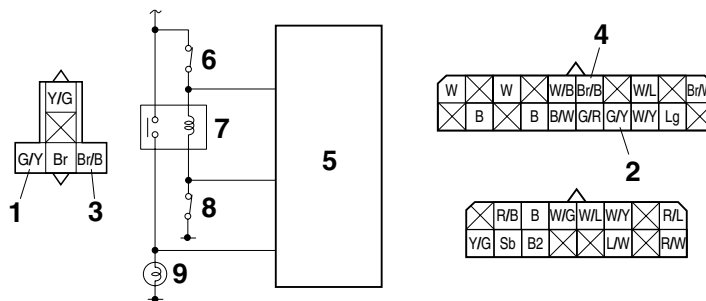 Y/G
G/Y Br Br/B
1
3
6
7
8
9
5
4
W W W/B Br/B W/L Br/W
B B B/W G/R G/Y W/Y Lg
2
R/B B W/G W/L W/Y R/L
Y/G Sb B2 L/W R/W